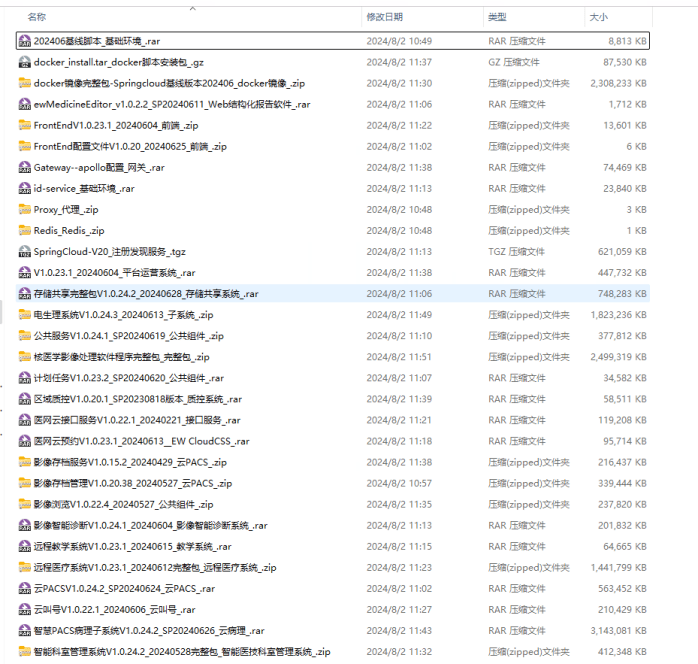 名称 修改日期 类型 大小
202406基线脚本_基础环境_.rar 2024/8/2 10:49 RAR 压缩文件 8,813 KB
docker_install.tar_docker脚本安装包_.gz 2024/8/2 11:37 GZ 压缩文件 87,530 KB
docker镜像完整包-Springcloud基线版本202406_docker镜像_.zip 2024/8/2 11:30 压缩(zipped)文件夹 2,308,233 KB
ewMedicineEditor_v1.0.2.2_SP20240611_Web结构化报告软件_.rar 2024/8/2 11:06 RAR 压缩文件 1,712 KB
FrontEndV1.0.23.1_20240604_前端_.zip 2024/8/2 11:22 压缩(zipped)文件夹 13,601 KB
FrontEnd配置文件V1.0.20_20240625_前端_.zip 2024/8/2 11:02 压缩(zipped)文件夹 6 KB
Gateway--apollo配置_网关_.rar 2024/8/2 11:38 RAR 压缩文件 74,469 KB
id-service_基础环境_.rar 2024/8/2 11:13 RAR 压缩文件 23,840 KB
Proxy_代理_.zip 2024/8/2 10:48 压缩(zipped)文件夹 3 KB
Redis_Redis_.zip 2024/8/2 10:48 压缩(zipped)文件夹 1 KB
SpringCloud-V20_注册发现服务_.tgz 2024/8/2 11:13 TGZ 压缩文件 621,059 KB
V1.0.23.1_20240604_平台运营系统_.rar 2024/8/2 11:38 RAR 压缩文件 447,732 KB
存储共享完整包V1.0.24.2_20240628_存储共享系统_.rar 2024/8/2 11:06 RAR 压缩文件 748,283 KB
电生理系统V1.0.24.3_20240613_子系统_.zip 2024/8/2 11:49 压缩(zipped)文件夹 1,823,236 KB
公共服务V1.0.24.1_SP20240619_公共组件_.zip 2024/8/2 11:10 压缩(zipped)文件夹 377,812 KB
核医学影像处理软件程序完整包_完整包_.zip 2024/8/2 11:51 压缩(zipped)文件夹 2,499,319 KB
计划任务V1.0.23.2_SP20240620_公共组件_.rar 2024/8/2 11:07 RAR 压缩文件 34,582 KB
区域质控V1.0.20.1_SP20230818版本_质控系统_.rar 2024/8/2 11:39 RAR 压缩文件 58,511 KB
医网云接口服务V1.0.22.1_20240221_接口服务_.rar 2024/8/2 11:21 RAR 压缩文件 119,208 KB
医网云预约V1.0.23.1_20240613__EW CloudCSS_.rar 2024/8/2 11:18 RAR 压缩文件 95,714 KB
影像存档服务V1.0.15.2_20240429_云PACS_.zip 2024/8/2 11:38 压缩(zipped)文件夹 216,437 KB
影像存档管理V1.0.20.38_20240527_云PACS_.zip 2024/8/2 10:57 压缩(zipped)文件夹 339,444 KB
影像浏览V1.0.22.4_20240527_公共组件_.zip 2024/8/2 11:35 压缩(zipped)文件夹 237,820 KB
影像智能诊断V1.0.24.1_20240604_影像智能诊断系统_.rar 2024/8/2 11:13 RAR 压缩文件 201,832 KB
远程教学系统V1.0.23.1_20240615_教学系统_.rar 2024/8/2 11:15 RAR 压缩文件 64,665 KB
远程医疗系统V1.0.23.1_20240612完整包_远程医疗系统_.zip 2024/8/2 11:23 压缩(zipped)文件夹 1,441,799 KB
云PACSV1.0.24.2_SP20240624_云PACS_.rar 2024/8/2 11:02 RAR 压缩文件 563,452 KB
云叫号V1.0.22.1_20240606_云叫号_.rar 2024/8/2 11:27 RAR 压缩文件 210,429 KB
智慧PACS病理子系统V1.0.24.2_SP20240626_云病理_.rar 2024/8/2 11:43 RAR 压缩文件 3,143,081 KB
智能科室管理系统V1.0.24.2_20240528完整包_智能医技科室管理系统_.zip 2024/8/2 11:32 压缩(zipped)文件夹 412,348 KB